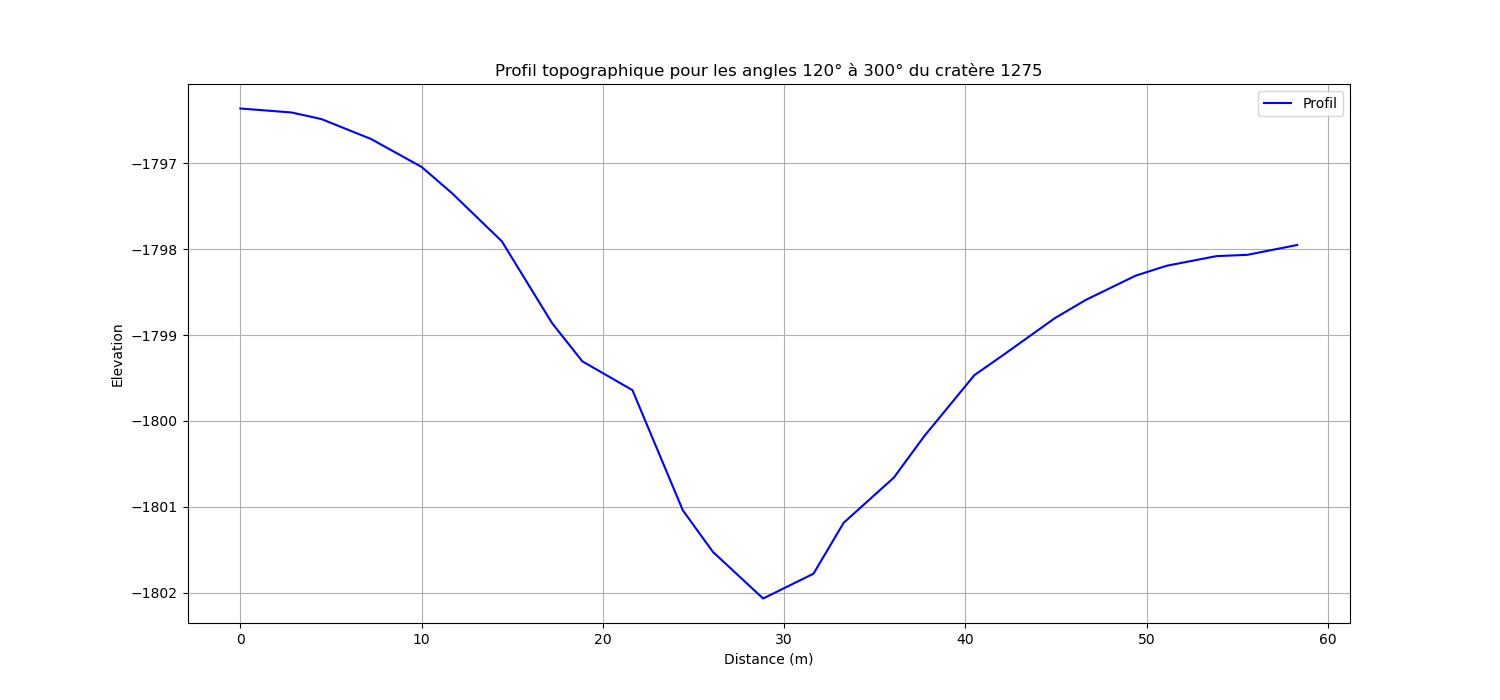 Profil topographique pour les angles 120° à 300° du cratère 1275
Profil
−1797
−1798
−1799
−1800
−1801
−1802
Elevation
0 10 20 30 40 50 60
Distance (m)